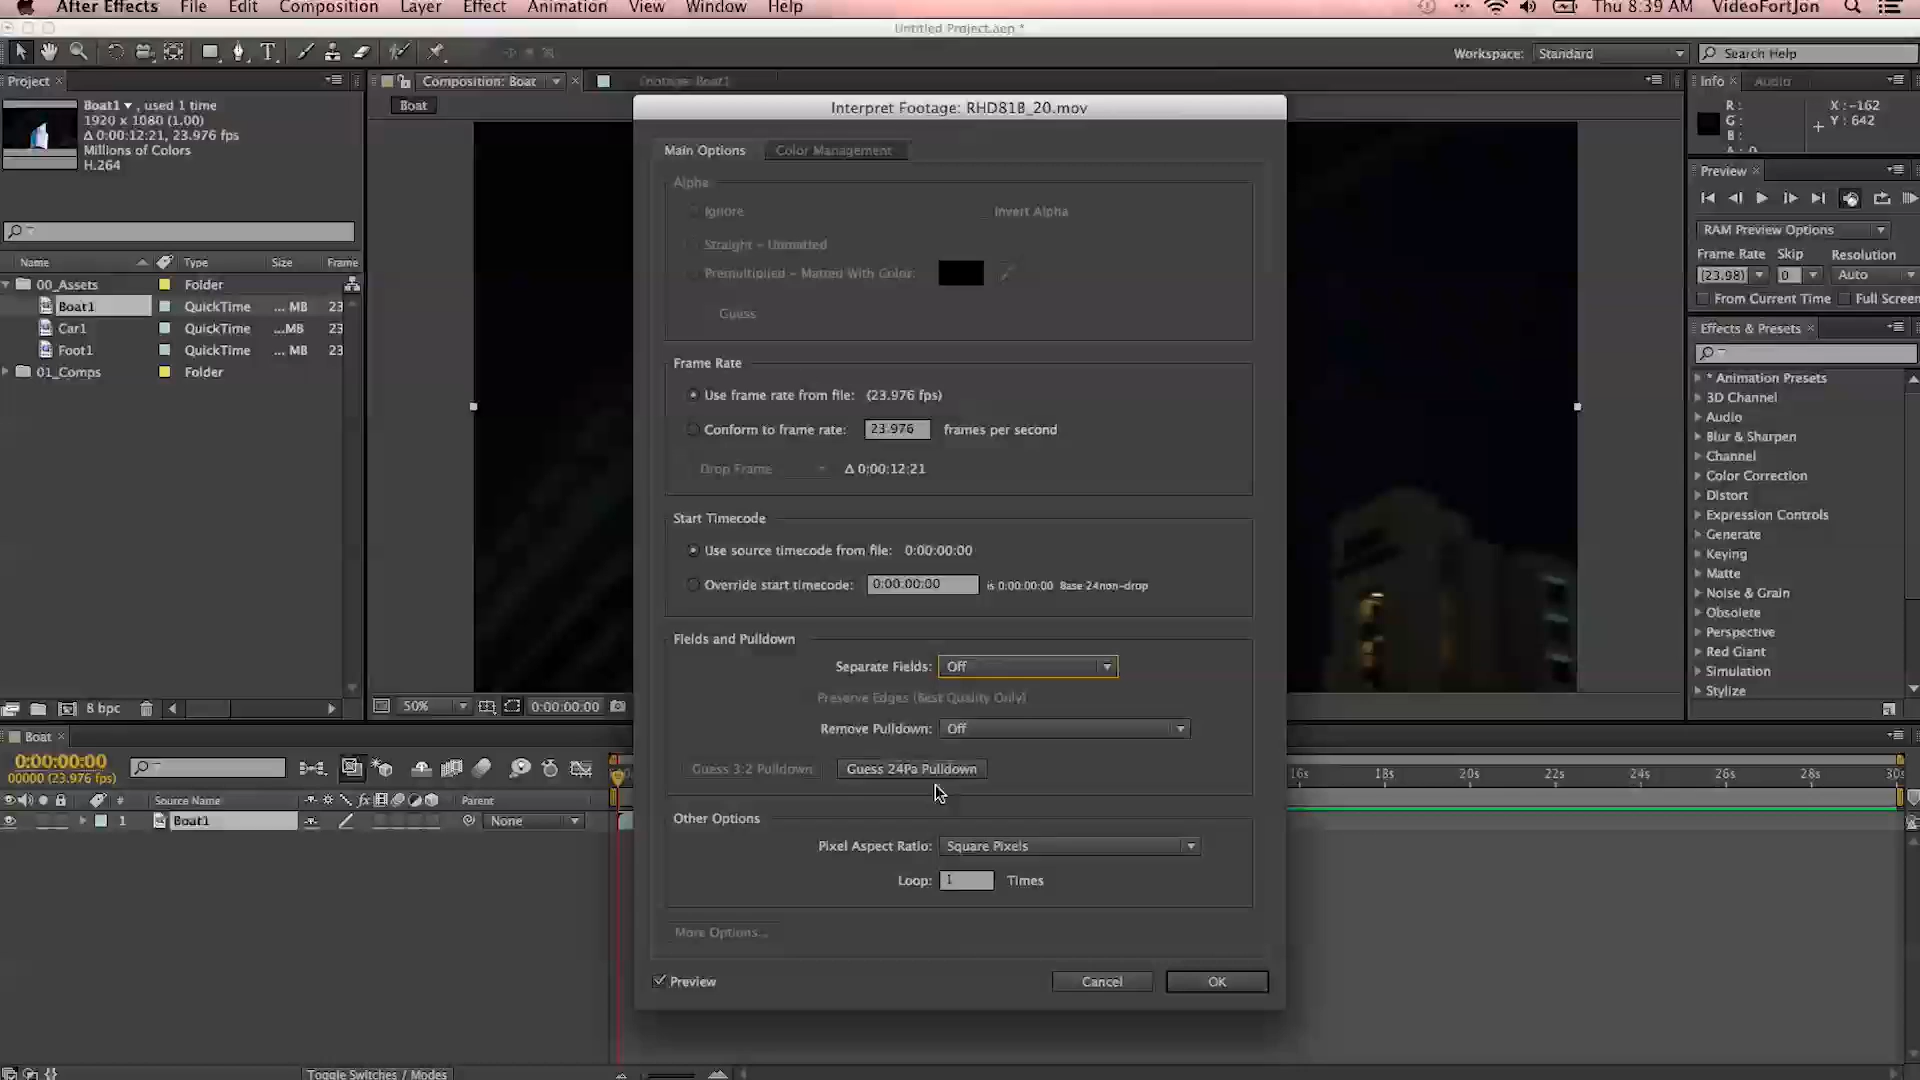 After Effects File Edit Composition Layer Effect Animation View Window Help Thu 8:39 AM VideoFortJon
Untitled Project.aep *
Workspace: Standard Search Help
Project × Composition: Boat × Footage: Boat1 Info × Audio
Boat1 ▾, used 1 time
1920 x 1080 (1.00)
Δ 0:00:12:21, 23.976 fps
Millions of Colors
H.264
Boat
R:
G:
B:
A: 0
X: -162
Y: 642
Interpret Footage: RHD81B_20.mov
Main Options Color Management
Alpha
Ignore Invert Alpha
Straight - Unmatted
Premultiplied - Matted With Color:
Guess
Frame Rate
Use frame rate from file: (23.976 fps)
Conform to frame rate: 23.976 frames per second
Drop Frame Δ 0:00:12:21
Start Timecode
Use source timecode from file: 0:00:00:00
Override start timecode: 0:00:00:00 is 0:00:00:00 Base 24non-drop
Fields and Pulldown
Separate Fields: Off
Preserve Edges (Best Quality Only)
Remove Pulldown: Off
Guess 3:2 Pulldown Guess 24Pa Pulldown
Other Options
Pixel Aspect Ratio: Square Pixels
Loop: 1 Times
More Options...
Preview Cancel OK
Name Type Size Frame
00_Assets Folder
Boat1 QuickTime ... MB 23
Car1 QuickTime ...MB 23
Foot1 QuickTime ... MB 23
01_Comps Folder
8 bpc
50% 0:00:00:00
Preview ×
RAM Preview Options
Frame Rate Skip Resolution
(23.98) 0 Auto
From Current Time Full Screen
Effects & Presets ×
* Animation Presets
3D Channel
Audio
Blur & Sharpen
Channel
Color Correction
Distort
Expression Controls
Generate
Keying
Matte
Noise & Grain
Obsolete
Perspective
Red Giant
Simulation
Stylize
Boat ×
0:00:00:00
00000 (23.976 fps)
# Source Name fx Parent
1 Boat1 None
16s 18s 20s 22s 24s 26s 28s 30s
Toggle Switches / Modes